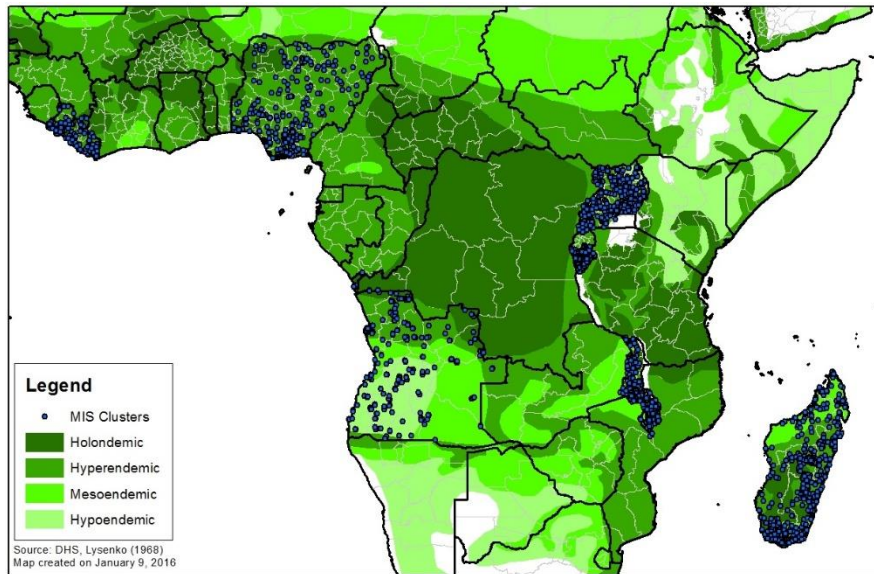 Legend
MIS Clusters
Holondemic
Hyperendemic
Mesoendemic
Hypoendemic
Source: DHS, Lysenko (1968)
Map created on January 9, 2016